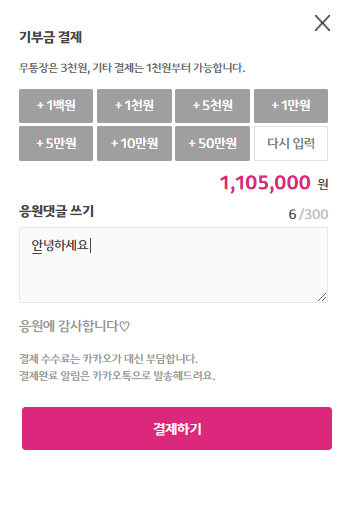 기부금 결제
무통장은 3천원, 기타 결제는 1천원부터 가능합니다.
+1백원 +1천원 +5천원 +1만원
+5만원 +10만원 +50만원 다시 입력
1,105,000 원
응원댓글 쓰기 6/300
안녕하세요
응원에 감사합니다♡
결제 수수료는 카카오가 대신 부담합니다.
결제완료 알림은 카카오톡으로 발송해드려요.
결제하기